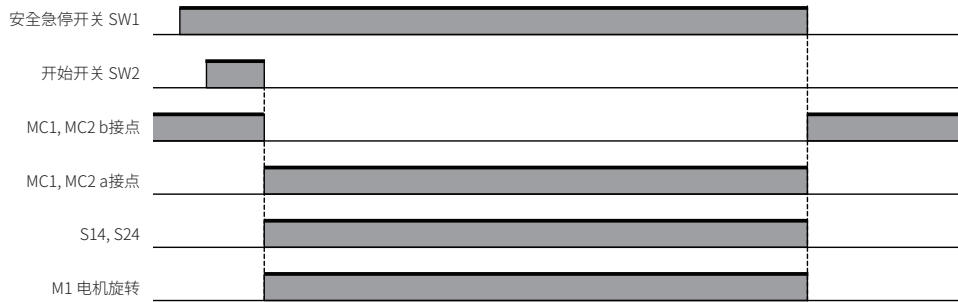 安全急停开关 SW1
开始开关 SW2
MC1, MC2 b接点
MC1, MC2 a接点
S14, S24
M1 电机旋转